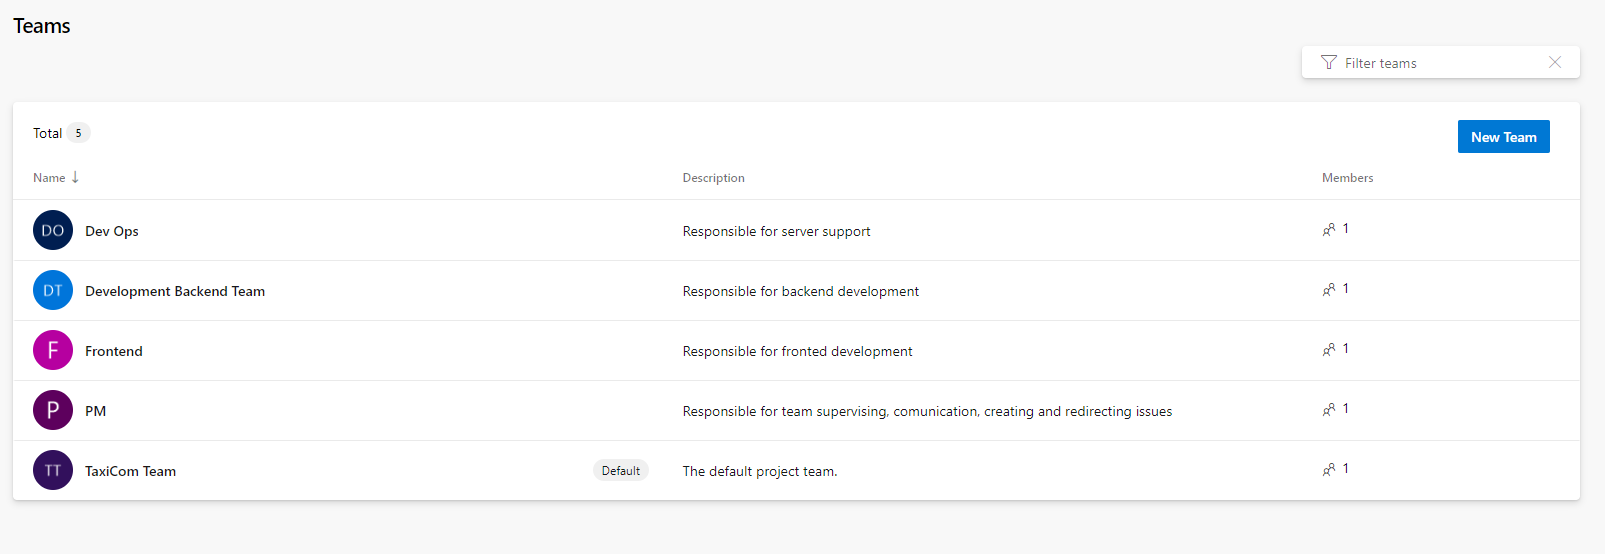 Teams
Filter teams
Total 5
New Team
Name Description Members
DO Dev Ops Responsible for server support 1
DT Development Backend Team Responsible for backend development 1
F Frontend Responsible for fronted development 1
P PM Responsible for team supervising, comunication, creating and redirecting issues 1
TT TaxiCom Team Default The default project team. 1